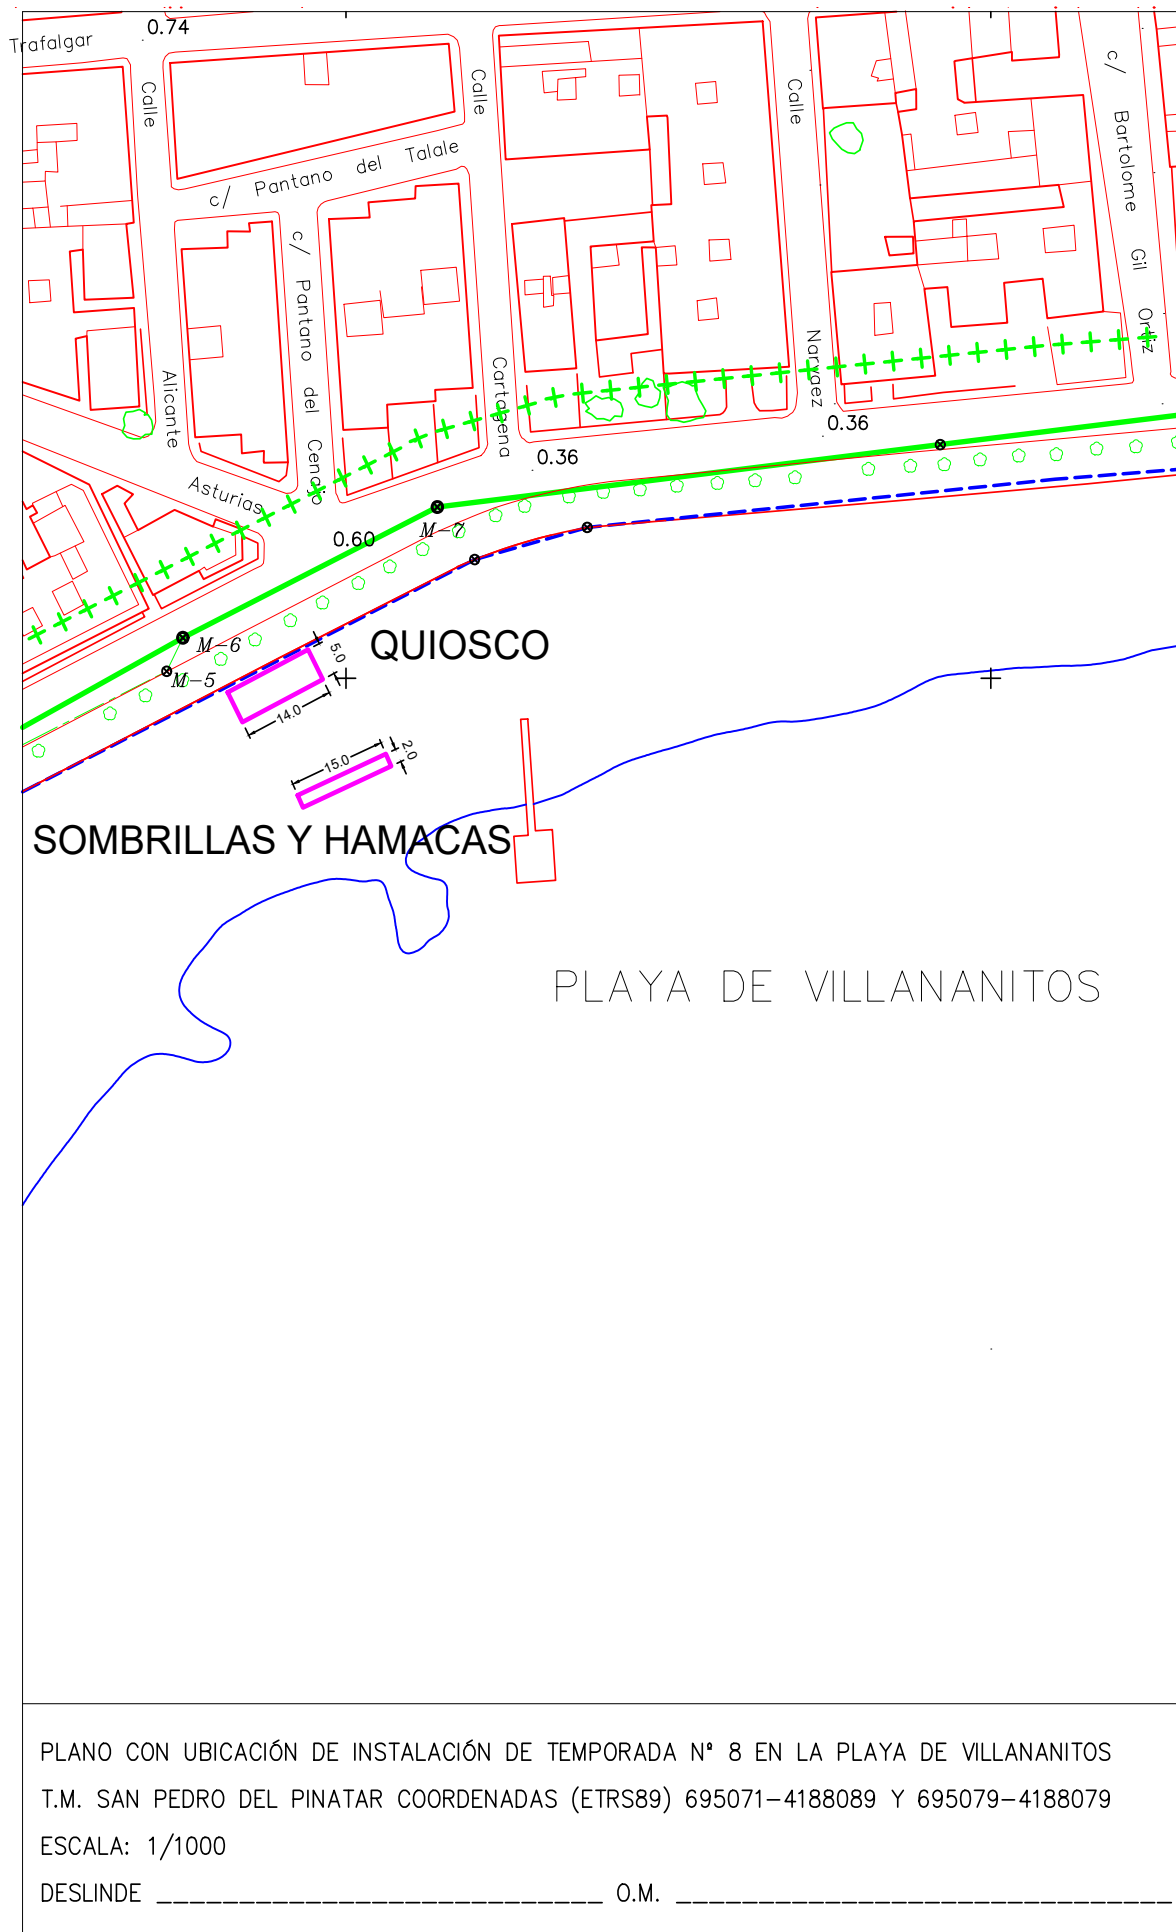 Trafalgar
0.74
Calle
Alicante
Calle
Cartagena
Calle
Narvaez
c/ Bartolome Gil Ortiz
c/ Pantano del Talale
c/ Pantano del Cenajo
Asturias
0.36
0.36
0.60
M-7
M-6
M-5
QUIOSCO
5.0
14.0
15.0
2.0
SOMBRILLAS Y HAMACAS
PLAYA DE VILLANANITOS
PLANO CON UBICACIÓN DE INSTALACIÓN DE TEMPORADA Nº 8 EN LA PLAYA DE VILLANANITOS
T.M. SAN PEDRO DEL PINATAR COORDENADAS (ETRS89) 695071-4188089 Y 695079-4188079
ESCALA: 1/1000
DESLINDE ___________________________ O.M. ______________________________